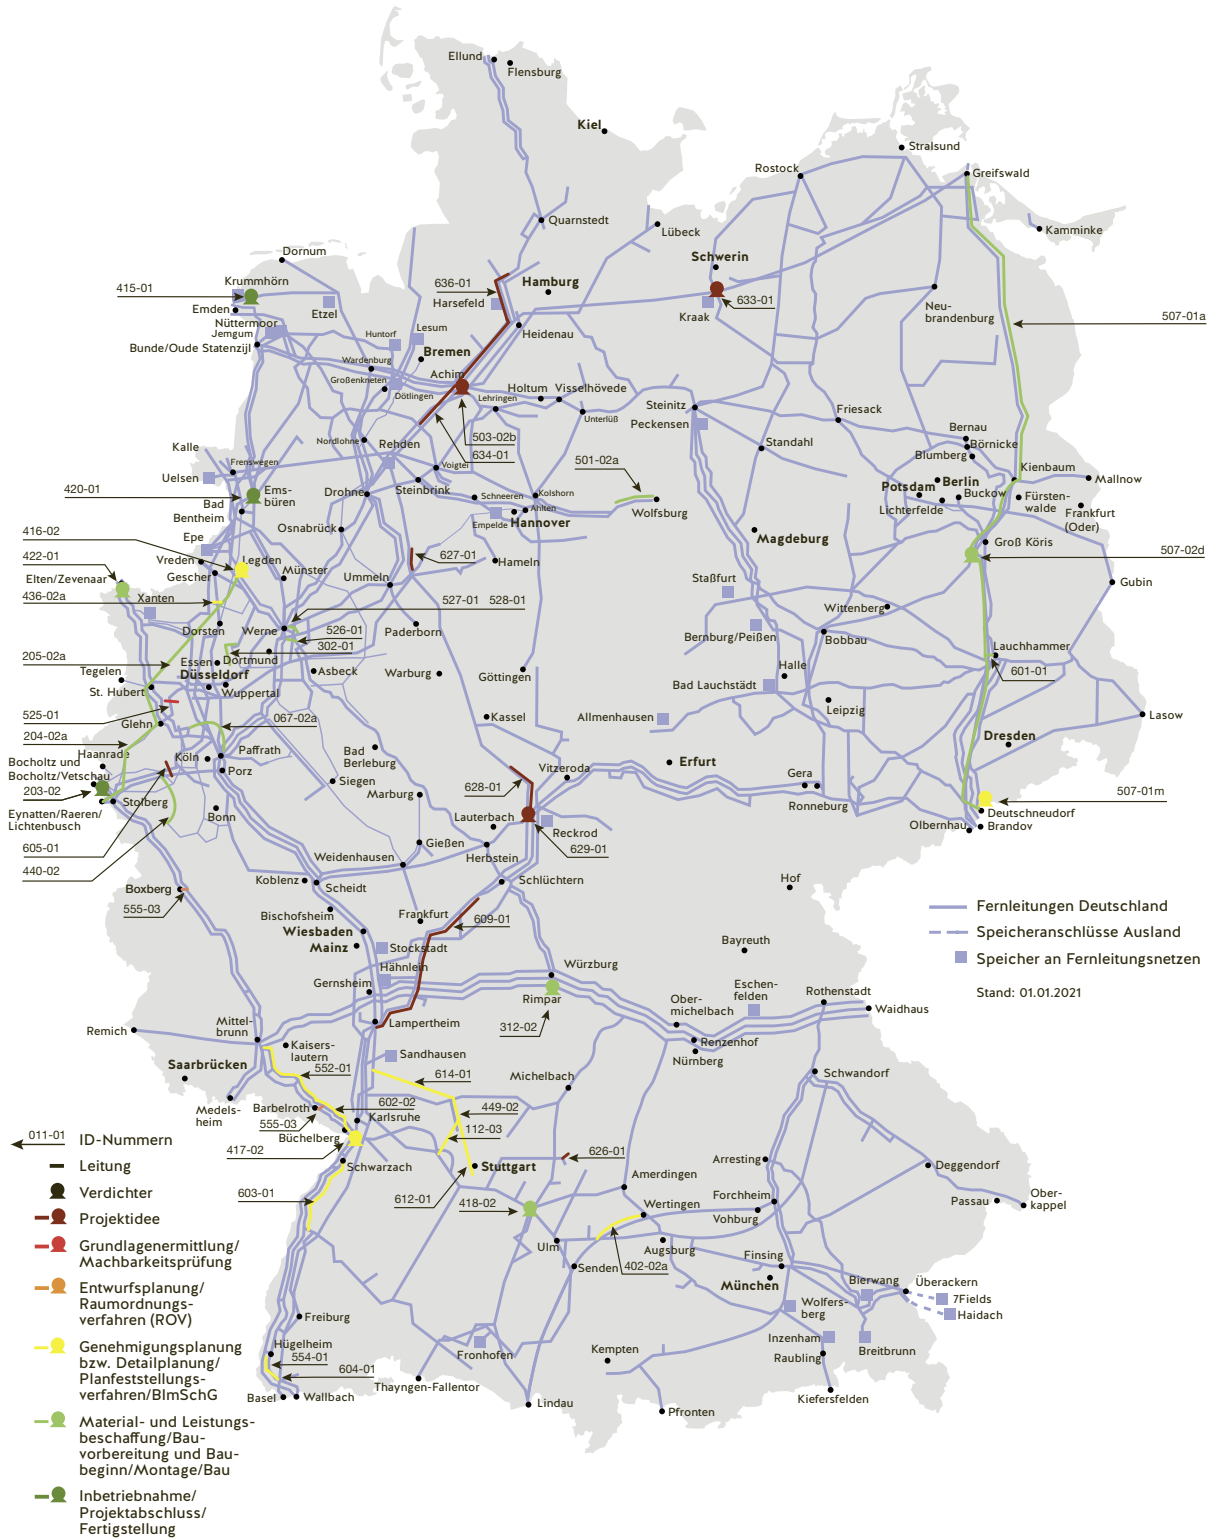 Ellund
Flensburg
Kiel
Stralsund
Rostock
Greifswald
Quarnstedt
Lübeck
Kamminke
Dornum
Schwerin
Krummhörn
415-01
636-01
Hamburg
Harsefeld
633-01
Kraak
Neu-
brandenburg
507-01a
Emden
Etzel
Nüttermoor
Jemgum
Bunde/Oude Statenzijl
Huntorf
Lesum
Heidenau
Bremen
Wardenburg
Achim
Großenkneten
Dötlingen
Lehringen
Holtum
Visselhövede
Unterlüß
Steinitz
Peckensen
Friesack
Bernau
Börnicke
Blumberg
Standahl
Nordlohne
Rehden
503-02b
634-01
Kalle
Frenswegen
Voigtei
501-02a
Uelsen
Kienbaum
Mallnow
Berlin
Potsdam
Buckow
Lichterfelde
Fürsten-
walde
Frankfurt
(Oder)
420-01
Ems-
büren
Drohne
Steinbrink
Schneeren
Kolshorn
Wolfsburg
Bad
Bentheim
Empelde
Ahlten
Hannover
Osnabrück
Magdeburg
Groß Köris
416-02
Epe
507-02d
422-01
Vreden
Legden
Gescher
627-01
Hameln
Elten/Zevenaar
Münster
Ummeln
Staßfurt
Gubin
436-02a
Xanten
527-01
528-01
Wittenberg
Dorsten
Werne
526-01
Paderborn
Bernburg/Peißen
Bobbau
302-01
Lauchhammer
205-02a
Essen
Dortmund
Tegelen
Düsseldorf
Asbeck
Warburg
Göttingen
Halle
601-01
St. Hubert
Wuppertal
Bad Lauchstädt
525-01
067-02a
Kassel
Allmenhausen
Leipzig
Lasow
Glehn
204-02a
Haanrade
Köln
Paffrath
Bad
Berleburg
Dresden
Bocholtz und
Bocholtz/Vetschau
Porz
Vitzeroda
Erfurt
Gera
203-02
Stolberg
Siegen
Marburg
628-01
Ronneburg
507-01m
Eynatten/Raeren/
Lichtenbusch
Bonn
Lauterbach
Reckrod
Deutschneudorf
Olbernhau
Brandov
605-01
Gießen
629-01
Weidenhausen
Herbstein
440-02
Boxberg
Koblenz
Scheidt
Schlüchtern
Hof
555-03
Bischofsheim
Frankfurt
609-01
Wiesbaden
Mainz
Stockstadt
Bayreuth
Hähnlein
Gernsheim
Würzburg
Eschen-
felden
Rothenstadt
Rimpar
Waidhaus
Ober-
michelbach
Remich
Mittel-
brunn
Lampertheim
312-02
Renzenhof
Nürnberg
Kaisers-
lautern
Sandhausen
Saarbrücken
552-01
614-01
Michelbach
Schwandorf
Medels-
heim
Barbelroth
602-02
449-02
555-03
Karlsruhe
Büchelberg
112-03
417-02
626-01
Schwarzach
Stuttgart
Arresting
Deggendorf
Amerdingen
603-01
612-01
418-02
Wertingen
Forchheim
Vohburg
Passau
Ober-
kappel
Ulm
Augsburg
Finsing
Senden
402-02a
München
Bierwang
Überackern
7Fields
Haidach
Wolfers-
berg
Freiburg
Hügelheim
554-01
Fronhofen
Kempten
Inzenham
Raubling
Breitbrunn
604-01
Basel
Wallbach
Thayngen-Fallentor
Lindau
Pfronten
Kiefersfelden
Fernleitungen Deutschland
Speicheranschlüsse Ausland
Speicher an Fernleitungsnetzen
Stand: 01.01.2021
011-01
ID-Nummern
Leitung
Verdichter
Projektidee
Grundlagenermittlung/
Machbarkeitsprüfung
Entwurfsplanung/
Raumordnungs-
verfahren (ROV)
Genehmigungsplanung
bzw. Detailplanung/
Planfeststellungs-
verfahren/BImSchG
Material- und Leistungs-
beschaffung/Bau-
vorbereitung und Bau-
beginn/Montage/Bau
Inbetriebnahme/
Projektabschluss/
Fertigstellung